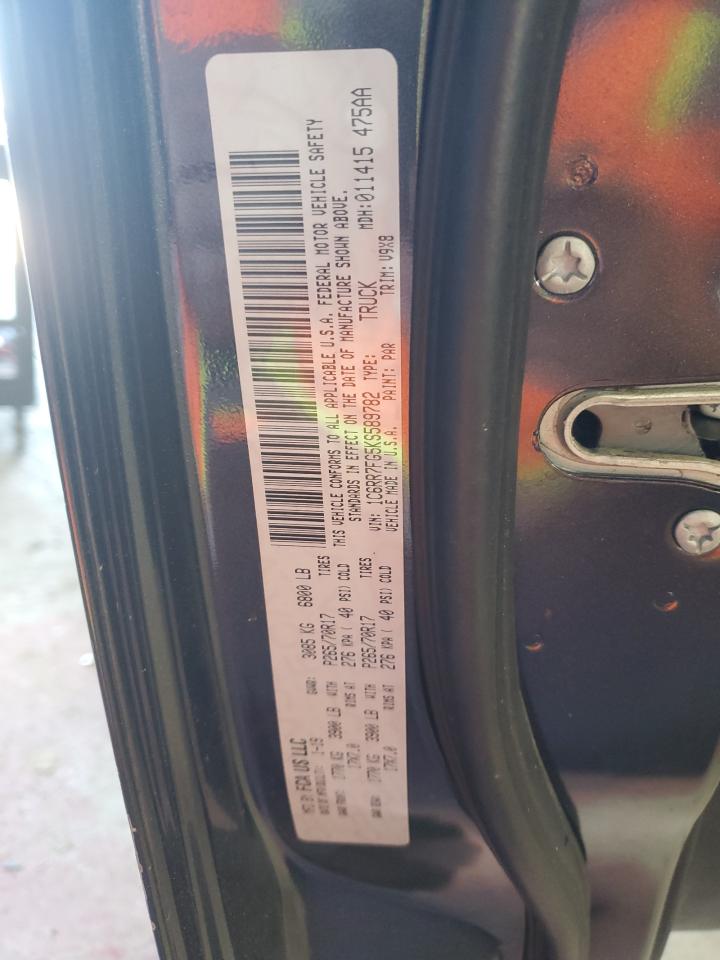 MFD BY: FCA US LLC
DATE OF MFR: 1-19 GVWR: 3085 KG 6800 LB
GAWR FRONT: 1770 KG 3900 LB WITH P265/70R17 TIRES
17X7.0 RIMS AT 276 KPA ( 40 PSI) COLD
GAWR REAR: 1770 KG 3900 LB WITH P265/70R17 TIRES
17X7.0 RIMS AT 276 KPA ( 40 PSI) COLD
THIS VEHICLE CONFORMS TO ALL APPLICABLE U.S.A. FEDERAL MOTOR VEHICLE SAFETY
STANDARDS IN EFFECT ON THE DATE OF MANUFACTURE SHOWN ABOVE.
MDH:011415 475AA
VIN: 1C6RR7FG5KS589782 TYPE: TRUCK
VEHICLE MADE IN U.S.A. PAINT: PAR TRIM: V9X8